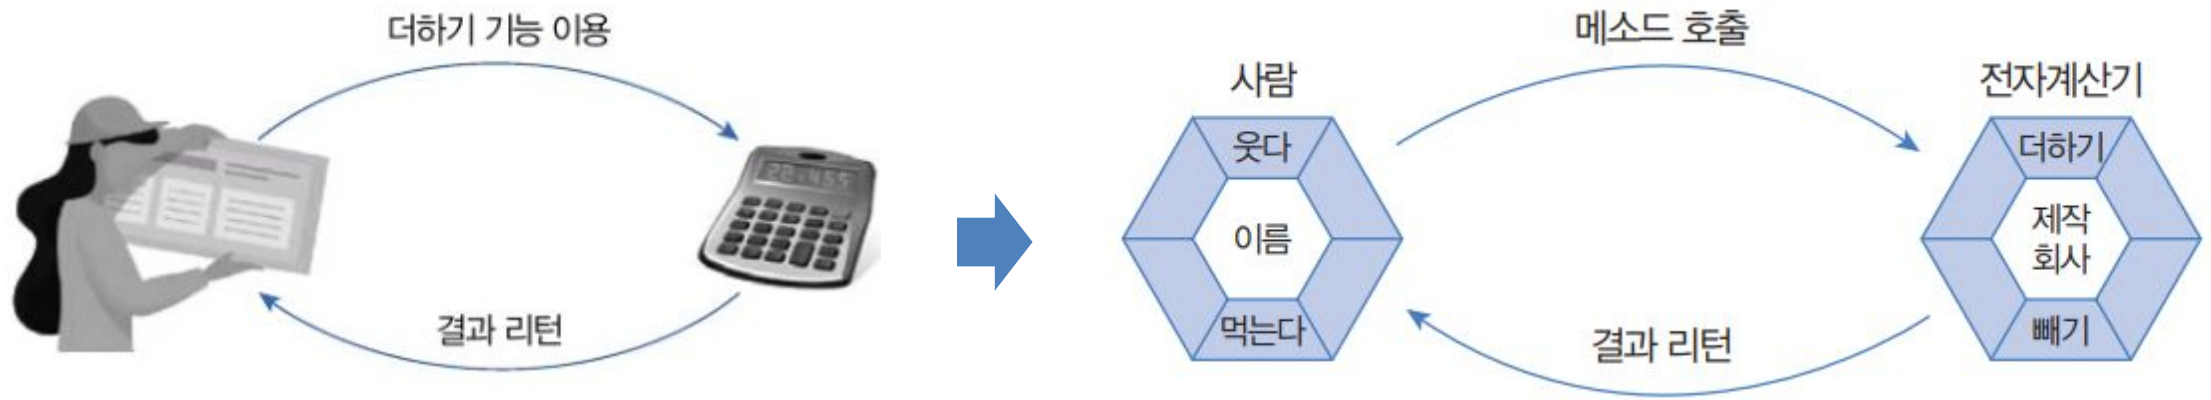 더하기 기능 이용
결과 리턴
메소드 호출
사람
웃다
이름
먹는다
전자계산기
더하기
제작
회사
빼기
결과 리턴